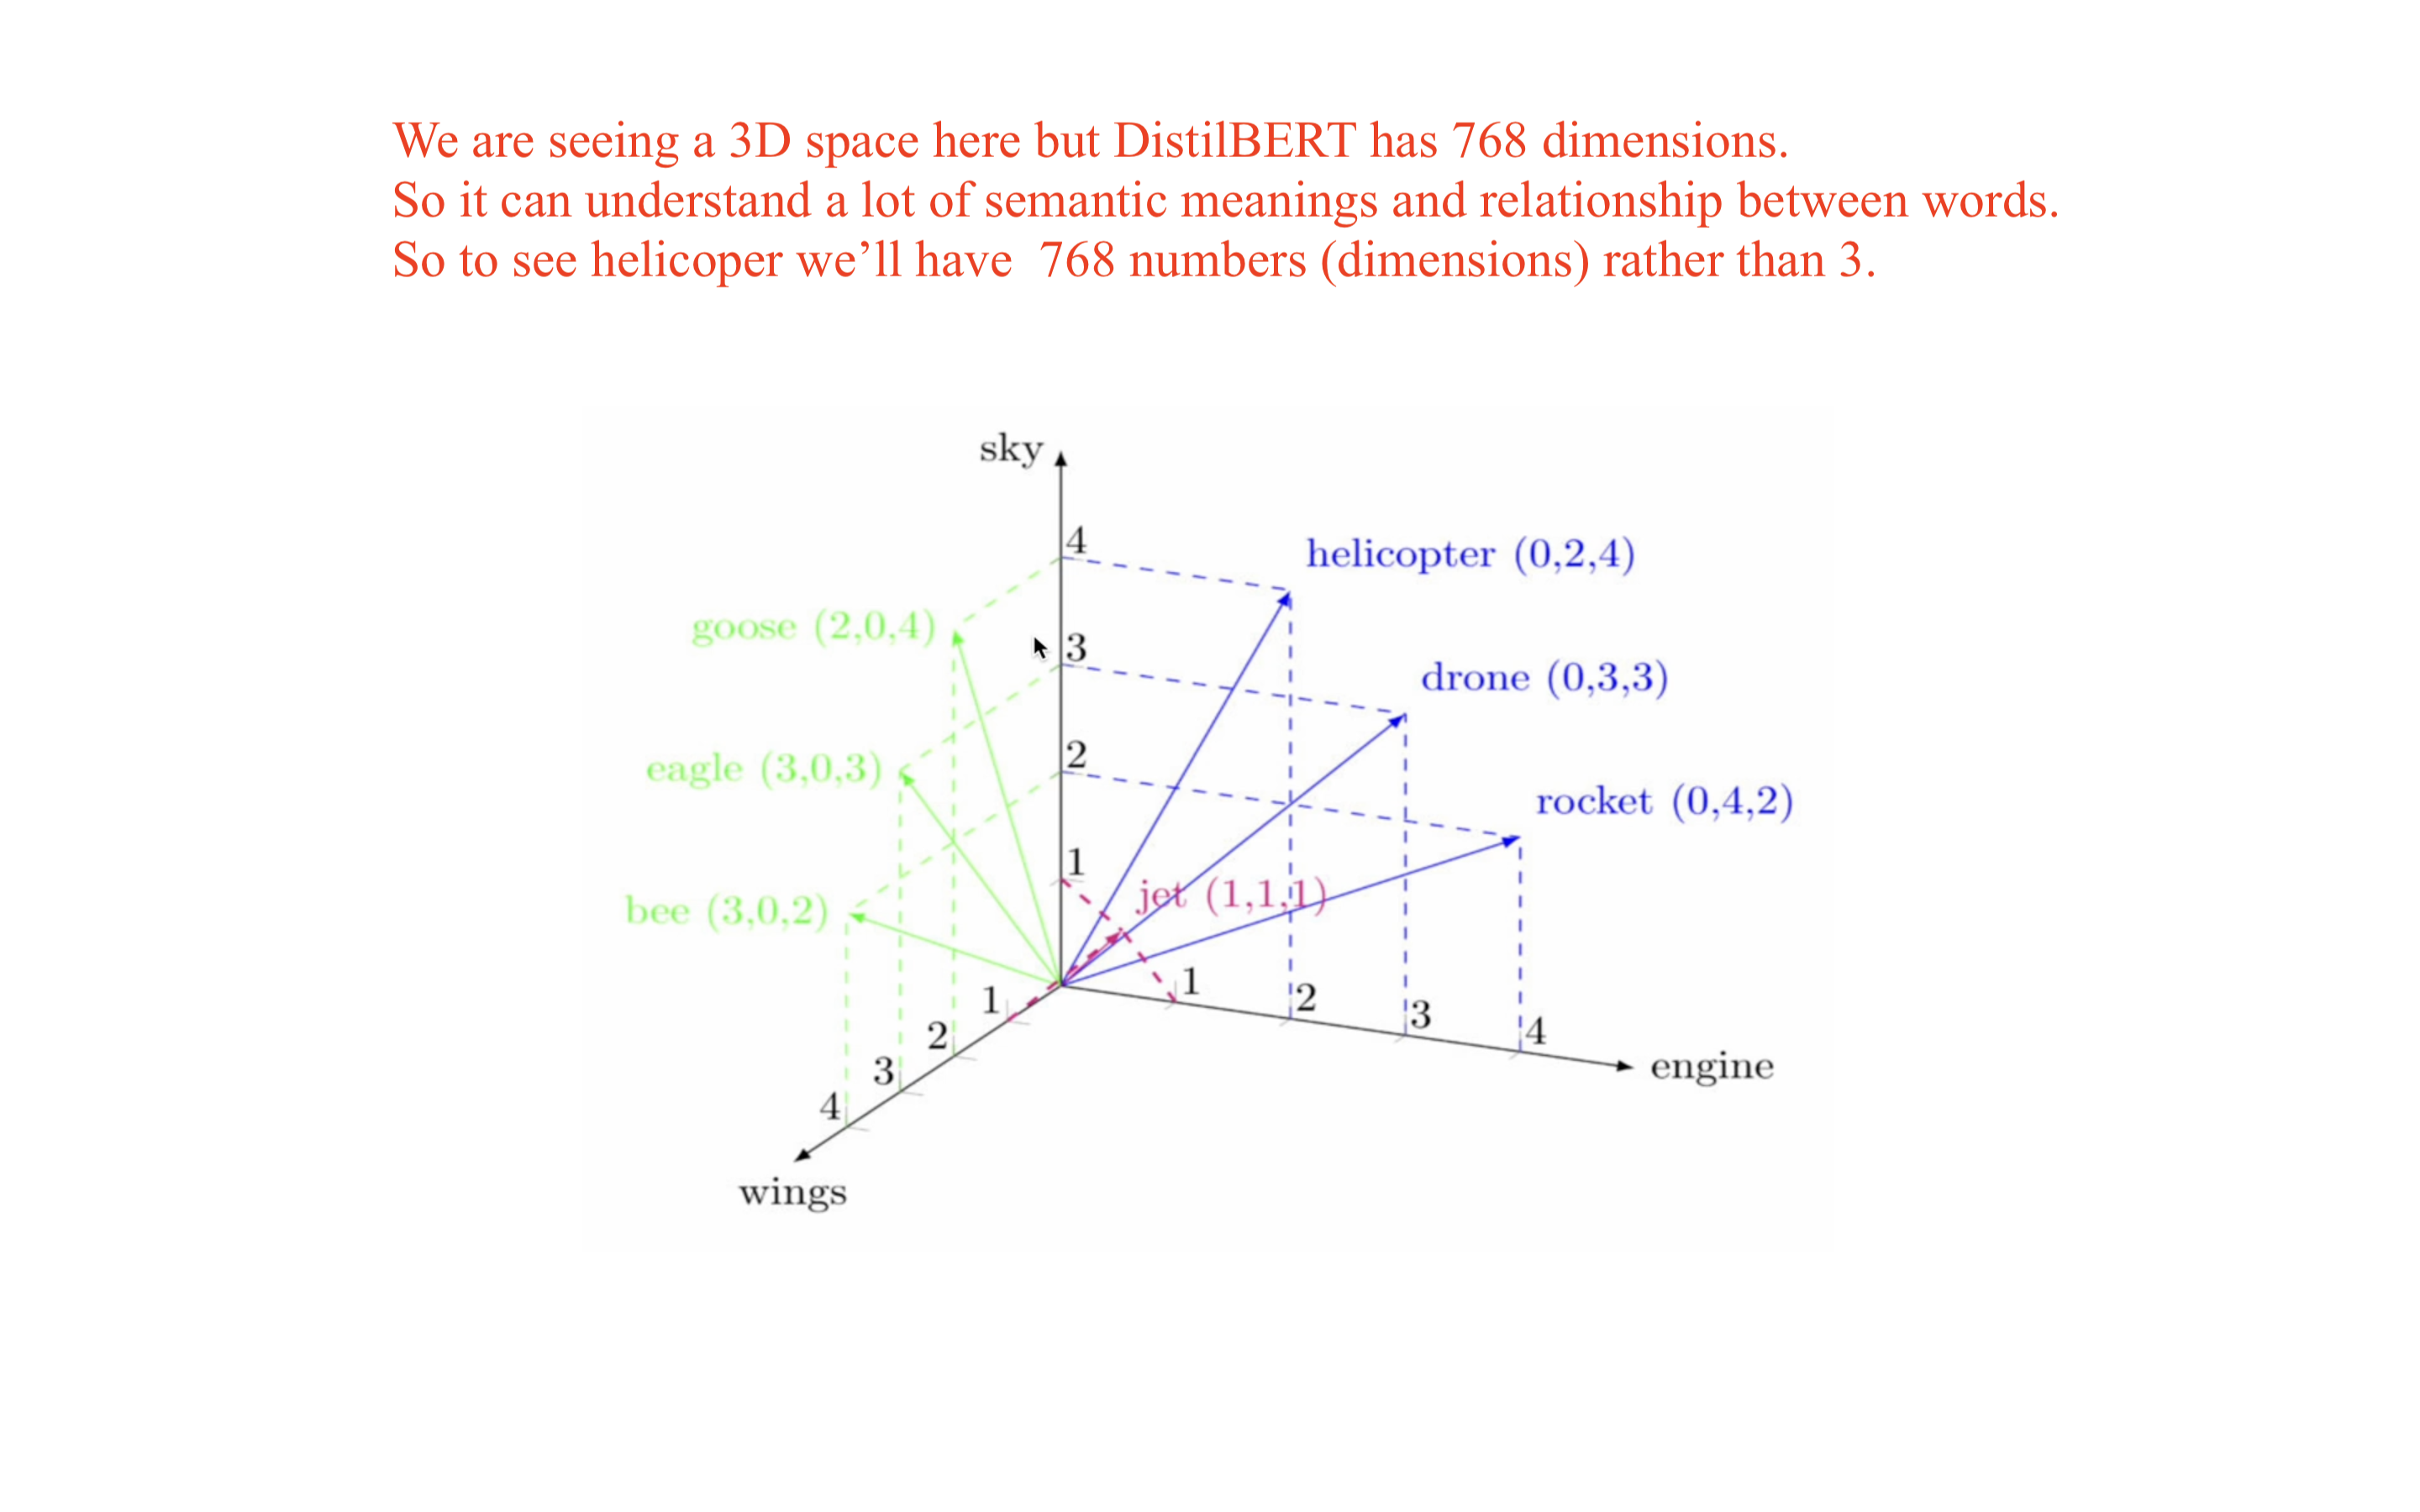 We are seeing a 3D space here but DistilBERT has 768 dimensions.
So it can understand a lot of semantic meanings and relationship between words.
So to see helicoper we’ll have  768 numbers (dimensions) rather than 3.
sky
4
helicopter (0,2,4)
goose (2,0,4)
3
drone (0,3,3)
eagle (3,0,3)
2
rocket (0,4,2)
1
jet (1,1,1)
bee (3,0,2)
1
1
2
3
4
2
3
4
engine
wings